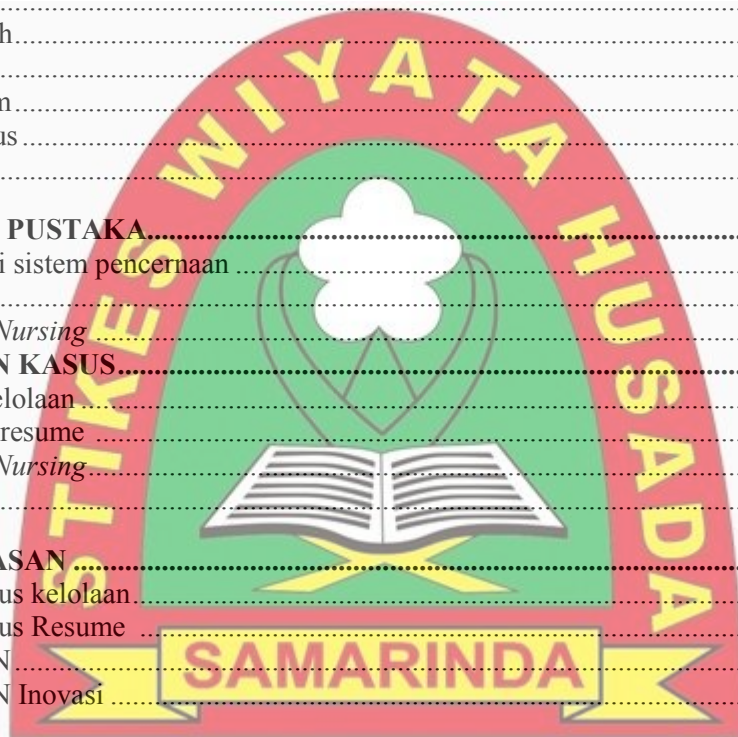 h
m
us
PUSTAKA
i sistem pencernaan
Nursing
N KASUS
elolaan
resume
Nursing
ASAN
us kelolaan
us Resume
N
N Inovasi
STIKES WIYATA HUSADA
SAMARINDA